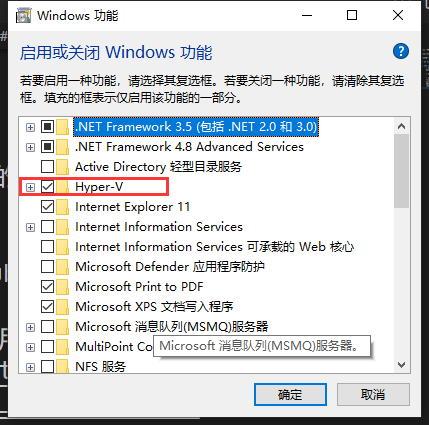 Windows 功能
启用或关闭 Windows 功能
若要启用一种功能，请选择其复选框。若要关闭一种功能，请清除其复选
框。填充的框表示仅启用该功能的一部分。
.NET Framework 3.5 (包括 .NET 2.0 和 3.0)
.NET Framework 4.8 Advanced Services
Active Directory 轻型目录服务
Hyper-V
Internet Explorer 11
Internet Information Services
Internet Information Services 可承载的 Web 核心
Microsoft Defender 应用程序防护
Microsoft Print to PDF
Microsoft XPS 文档写入程序
Microsoft 消息队列(MSMQ)服务器
MultiPoint Co
Microsoft 消息队列(MSMQ)服务器。
NFS 服务
确定
取消